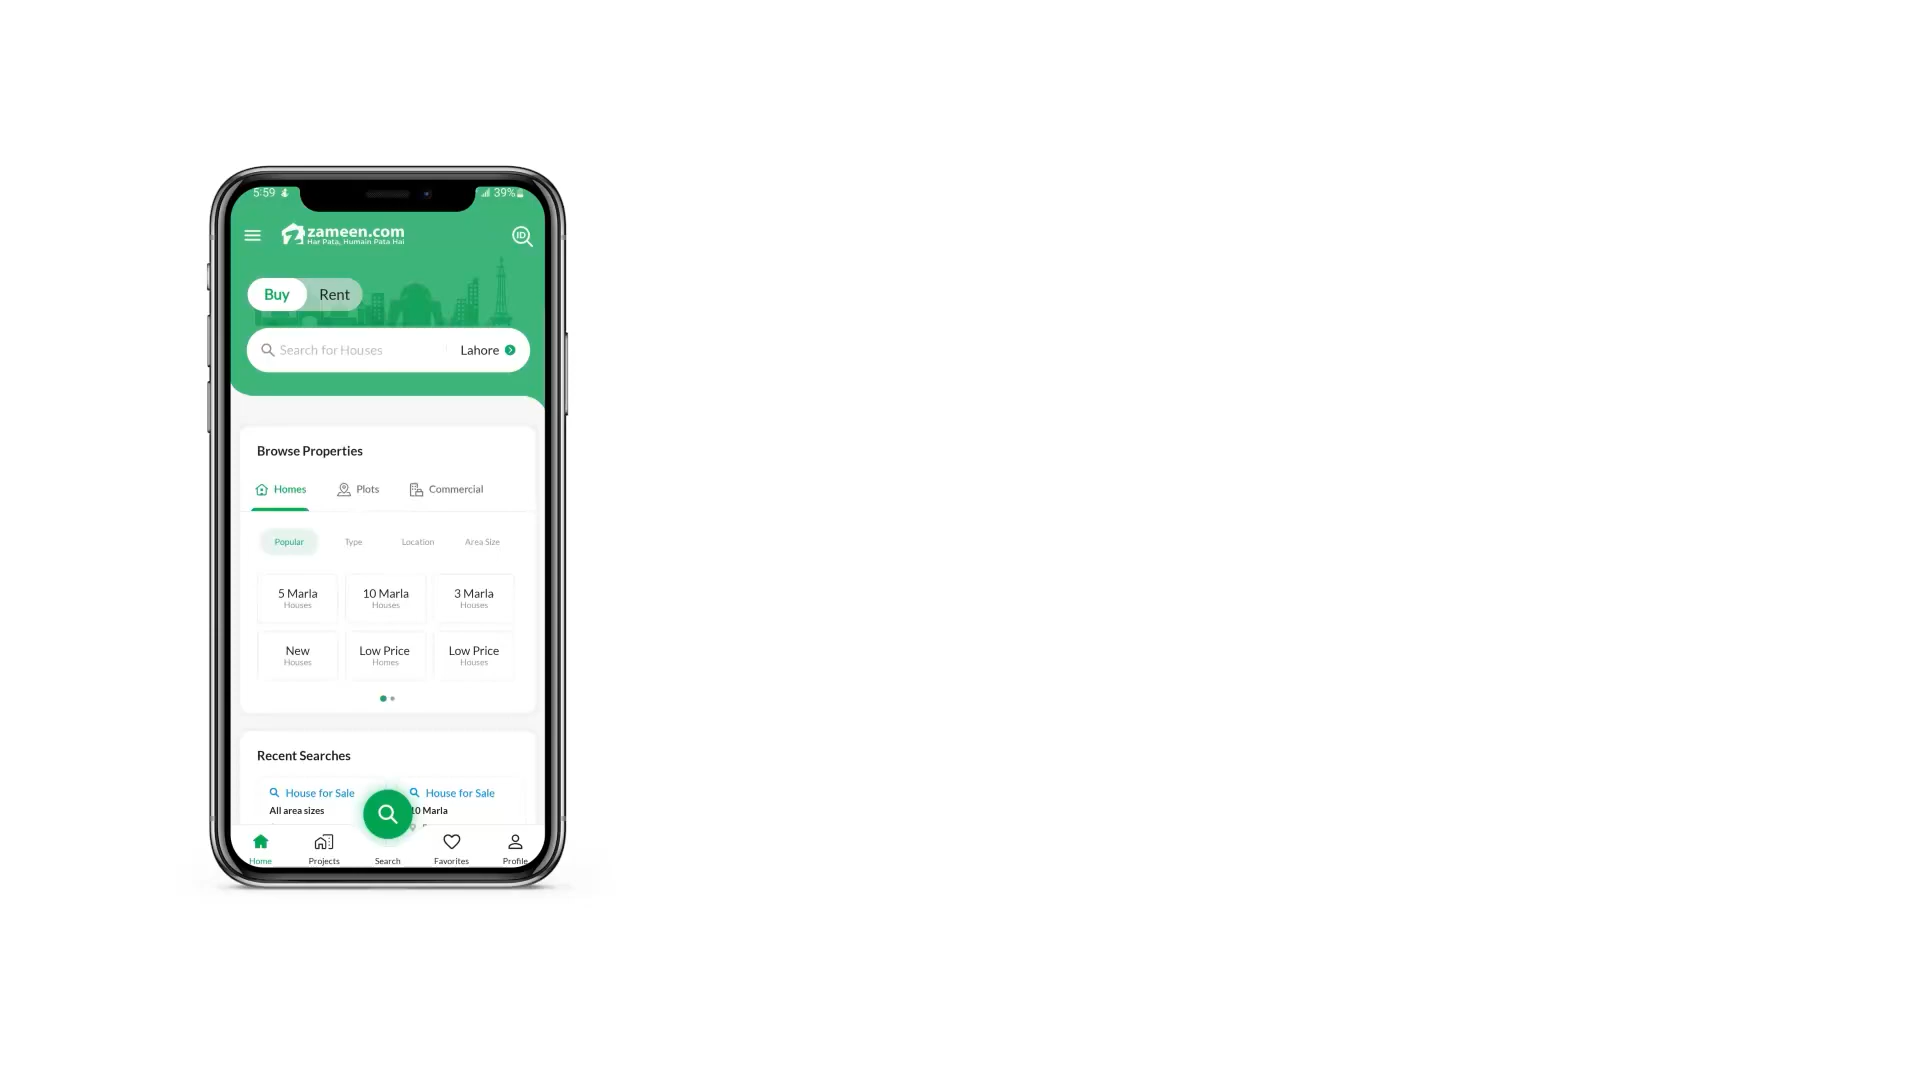 5:59
39%
zameen.com
Har Pata, Humain Pata Hai
ID
Buy Rent
Search for Houses Lahore
Browse Properties
Homes Plots Commercial
Popular Type Location Area Size
5 Marla 10 Marla 3 Marla
Houses Houses Houses
New Low Price Low Price
Houses Homes Houses
Recent Searches
House for Sale House for Sale
All area sizes 10 Marla
Home Projects Search Favorites Profile